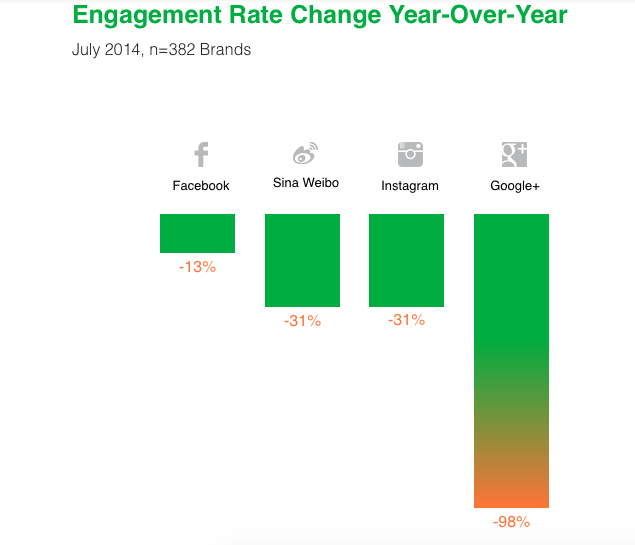 Engagement Rate Change Year-Over-Year
July 2014, n=382 Brands
f
g+
Facebook
Sina Weibo
Instagram
Google+
-13%
-31%
-31%
-98%